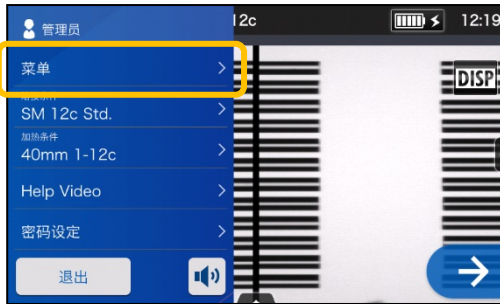 管理员
12c
12:19
菜单
DISP
SM 12c Std.
加热条件
40mm 1-12c
Help Video
密码设定
退出